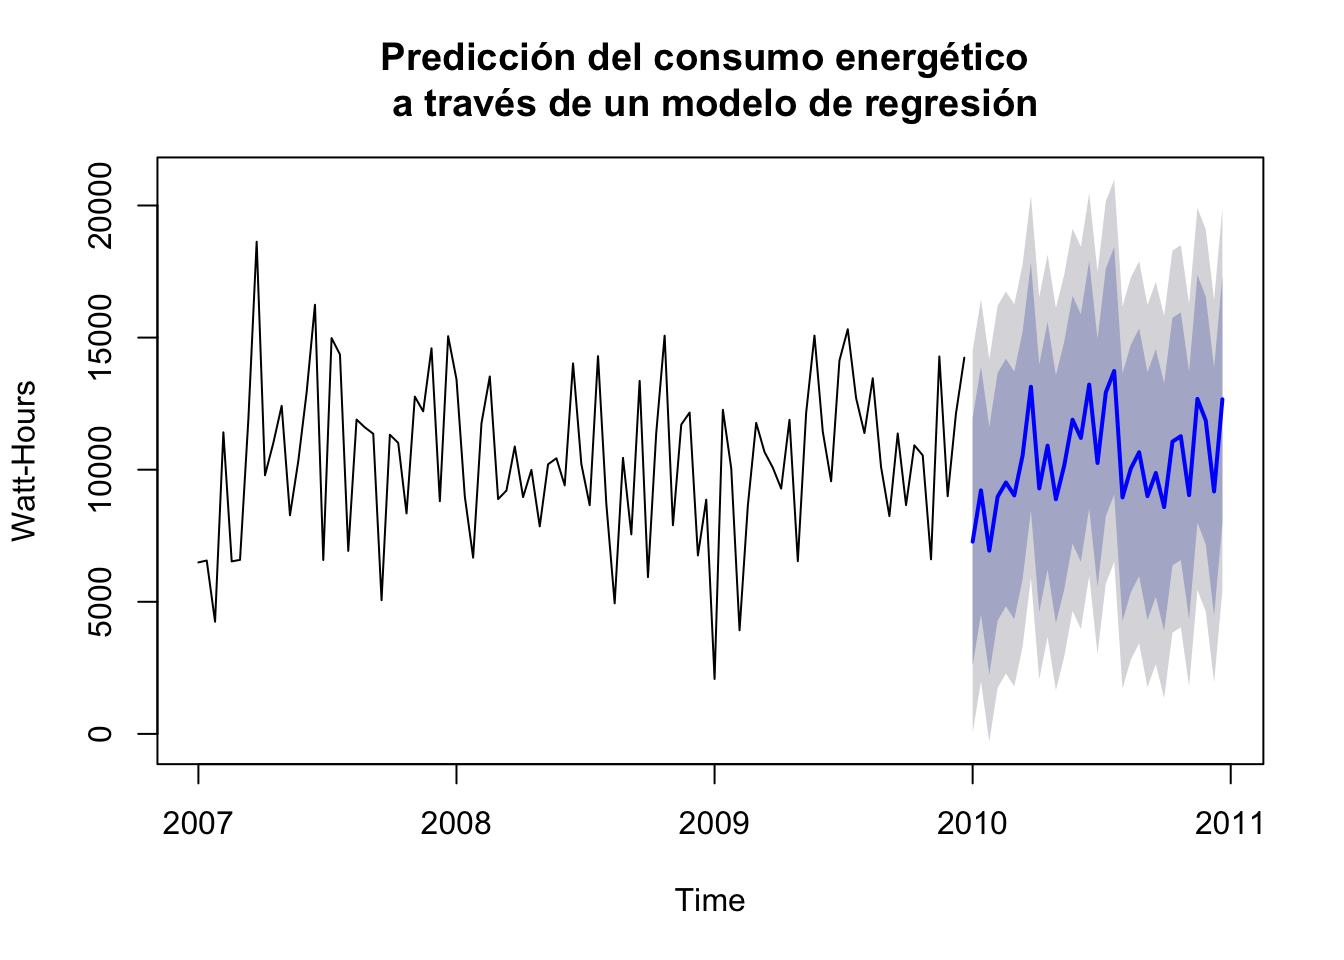 Predicción del consumo energético
a través de un modelo de regresión
Watt-Hours
20000
15000
10000
5000
0
2007 2008 2009 2010 2011
Time